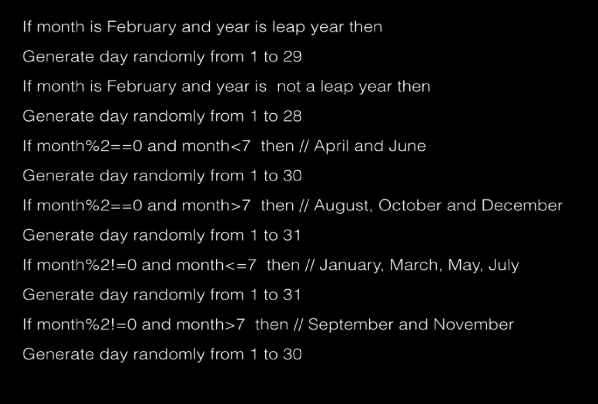 If month is February and year is leap year then
Generate day randomly from 1 to 29
If month is February and year is  not a leap year then
Generate day randomly from 1 to 28
If month%2==0 and month<7  then // April and June
Generate day randomly from 1 to 30
If month%2==0 and month>7  then // August, October and December
Generate day randomly from 1 to 31
If month%2!=0 and month<=7  then // January, March, May, July
Generate day randomly from 1 to 31
If month%2!=0 and month>7  then // September and November
Generate day randomly from 1 to 30